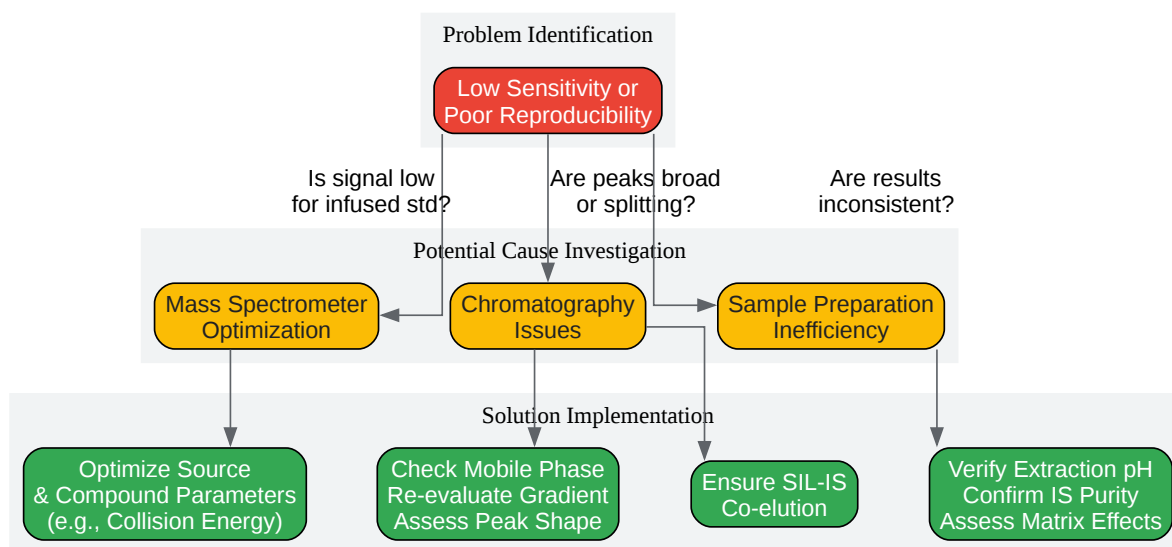 Problem Identification
Low Sensitivity or
Poor Reproducibility
Is signal low
for infused std?
Are peaks broad
or splitting?
Are results
inconsistent?
Potential Cause Investigation
Mass Spectrometer
Optimization
Chromatography
Issues
Sample Preparation
Inefficiency
Solution Implementation
Optimize Source
& Compound Parameters
(e.g., Collision Energy)
Check Mobile Phase
Re-evaluate Gradient
Assess Peak Shape
Ensure SIL-IS
Co-elution
Verify Extraction pH
Confirm IS Purity
Assess Matrix Effects